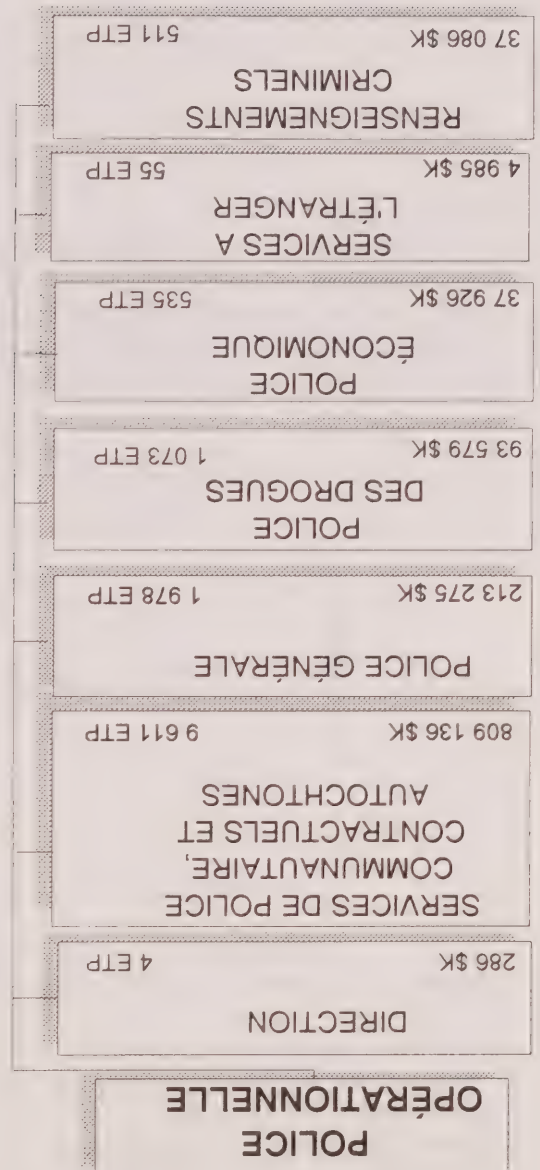 POLICE
OPÉRATIONNELLE
DIRECTION
286 $K 4 ETP
SERVICES DE POLICE
COMMUNAUTAIRE,
CONTRACTUELS ET
AUTOCHTONES
809 136 $K 9 611 ETP
POLICE GÉNÉRALE
213 275 $K 1 978 ETP
POLICE
DES DROGUES
93 579 $K 1 073 ETP
POLICE
ÉCONOMIQUE
37 926 $K 535 ETP
SERVICES A
L'ÉTRANGER
4 985 $K 55 ETP
RENSEIGNEMENTS
CRIMINELS
37 086 $K 511 ETP